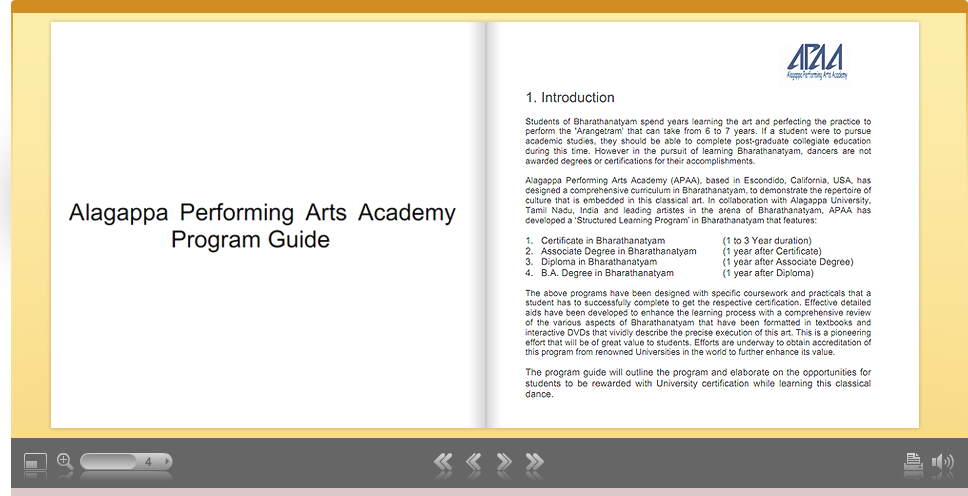 Alagappa Performing Arts Academy
Program Guide
APAA
Alagappa Performing Arts Academy
1. Introduction
Students of Bharathanatyam spend years learning the art and perfecting the practice to
perform the 'Arangetram' that can take from 6 to 7 years. If a student were to pursue
academic studies, they should be able to complete post-graduate collegiate education
during this time. However in the pursuit of learning Bharathanatyam, dancers are not
awarded degrees or certifications for their accomplishments.
Alagappa Performing Arts Academy (APAA), based in Escondido, California, USA, has
designed a comprehensive curriculum in Bharathanatyam, to demonstrate the repertoire of
culture that is embedded in this classical art. In collaboration with Alagappa University,
Tamil Nadu, India and leading artistes in the arena of Bharathanatyam, APAA has
developed a 'Structured Learning Program' in Bharathanatyam that features:
1. Certificate in Bharathanatyam (1 to 3 Year duration)
2. Associate Degree in Bharathanatyam (1 year after Certificate)
3. Diploma in Bharathanatyam (1 year after Associate Degree)
4. B.A. Degree in Bharathanatyam (1 year after Diploma)
The above programs have been designed with specific coursework and practicals that a
student has to successfully complete to get the respective certification. Effective detailed
aids have been developed to enhance the learning process with a comprehensive review
of the various aspects of Bharathanatyam that have been formatted in textbooks and
interactive DVDs that vividly describe the precise execution of this art. This is a pioneering
effort that will be of great value to students. Efforts are underway to obtain accreditation of
this program from renowned Universities in the world to further enhance its value.
The program guide will outline the program and elaborate on the opportunities for
students to be rewarded with University certification while learning this classical
dance.
4